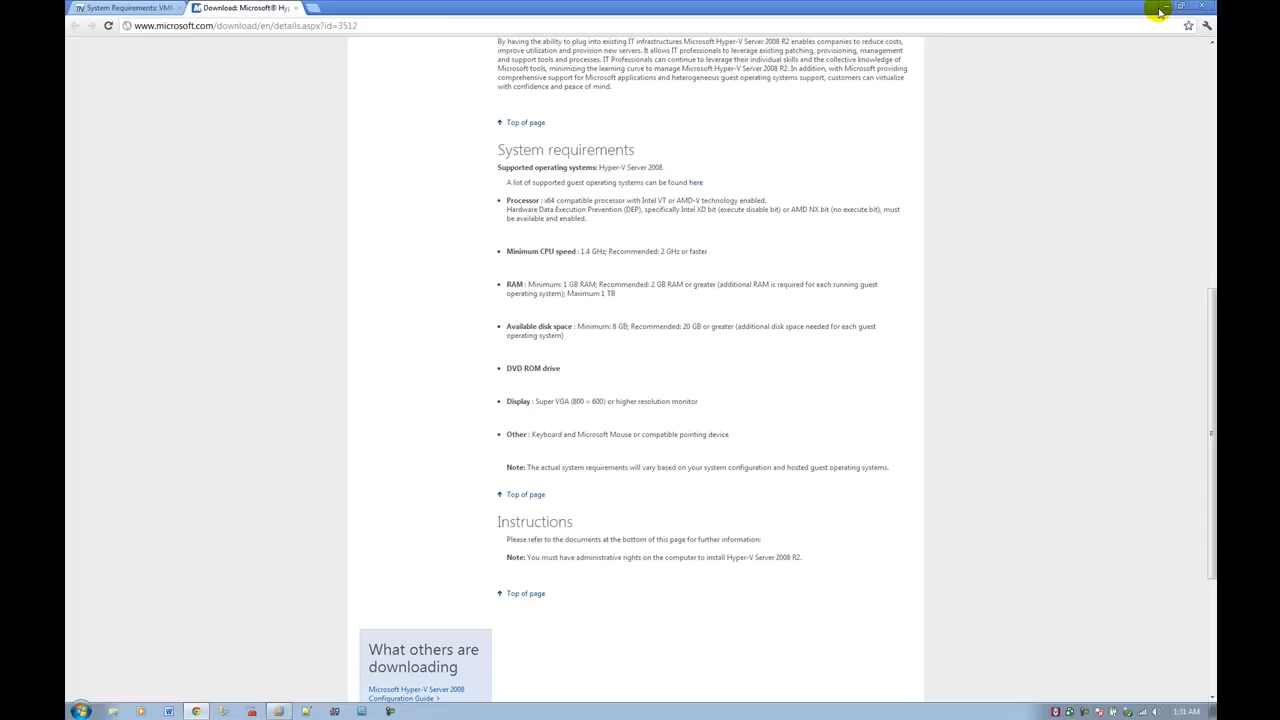 System Requirements: VMM
Download: Microsoft® Hyp
www.microsoft.com/download/en/details.aspx?id=3512
By having the ability to plug into existing IT infrastructures Microsoft Hyper-V Server 2008 R2 enables companies to reduce costs,
improve utilization and provision new servers. It allows IT professionals to leverage existing patching, provisioning, management
and support tools and processes. IT Professionals can continue to leverage their individual skills and the collective knowledge of
Microsoft tools, minimizing the learning curve to manage Microsoft Hyper-V Server 2008 R2. In addition, with Microsoft providing
comprehensive support for Microsoft applications and heterogeneous guest operating systems support, customers can virtualize
with confidence and peace of mind.
Top of page
System requirements
Supported operating systems: Hyper-V Server 2008
A list of supported guest operating systems can be found here
• Processor : x64 compatible processor with Intel VT or AMD-V technology enabled.
Hardware Data Execution Prevention (DEP), specifically Intel XD bit (execute disable bit) or AMD NX bit (no execute bit), must
be available and enabled.
• Minimum CPU speed : 1.4 GHz; Recommended: 2 GHz or faster
• RAM : Minimum: 1 GB RAM; Recommended: 2 GB RAM or greater (additional RAM is required for each running guest
operating system); Maximum 1 TB
• Available disk space : Minimum: 8 GB; Recommended: 20 GB or greater (additional disk space needed for each guest
operating system)
• DVD ROM drive
• Display : Super VGA (800 × 600) or higher resolution monitor
• Other : Keyboard and Microsoft Mouse or compatible pointing device
Note: The actual system requirements will vary based on your system configuration and hosted guest operating systems.
Top of page
Instructions
Please refer to the documents at the bottom of this page for further information:
Note: You must have administrative rights on the computer to install Hyper-V Server 2008 R2.
Top of page
What others are
downloading
Microsoft Hyper-V Server 2008
Configuration Guide >
1:31 AM